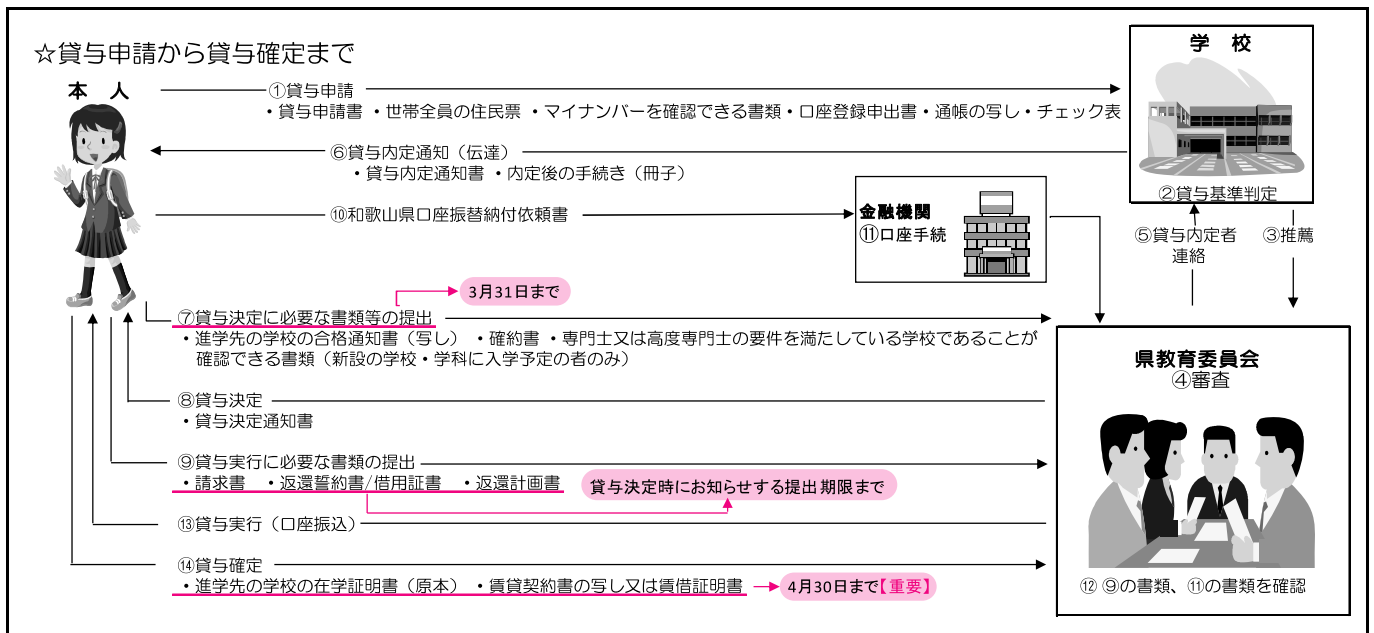 ☆貸与申請から貸与確定まで
本 人
学 校
①貸与申請
・貸与申請書 ・世帯全員の住民票 ・マイナンバーを確認できる書類・口座登録申出書・通帳の写し・チェック表
⑥貸与内定通知（伝達）
・貸与内定通知書 ・内定後の手続き（冊子）
②貸与基準判定
⑩和歌山県口座振替納付依頼書
金融機関
⑪口座手続
⑤貸与内定者
連絡
③推薦
3月31日まで
⑦貸与決定に必要な書類等の提出
・進学先の学校の合格通知書（写し） ・確約書 ・専門士又は高度専門士の要件を満たしている学校であることが
確認できる書類（新設の学校・学科に入学予定の者のみ）
県教育委員会
④審査
⑧貸与決定
・貸与決定通知書
⑨貸与実行に必要な書類の提出
・請求書 ・返還誓約書/借用証書 ・返還計画書
貸与決定時にお知らせする提出期限まで
⑬貸与実行（口座振込）
⑭貸与確定
・進学先の学校の在学証明書（原本） ・賃貸契約書の写し又は賃借証明書
4月30日まで【重要】
⑫ ⑨の書類、⑪の書類を確認